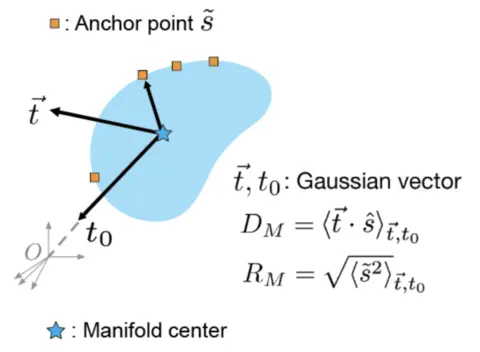 : Anchor point $\tilde{s}$
$\vec{t}$
$t_0$
$O$
$\vec{t}, t_0$: Gaussian vector
$D_M = \langle \vec{t} \cdot \hat{s} \rangle_{\vec{t}, t_0}$
$R_M = \sqrt{\langle \tilde{s}^2 \rangle_{\vec{t}, t_0}}$
: Manifold center